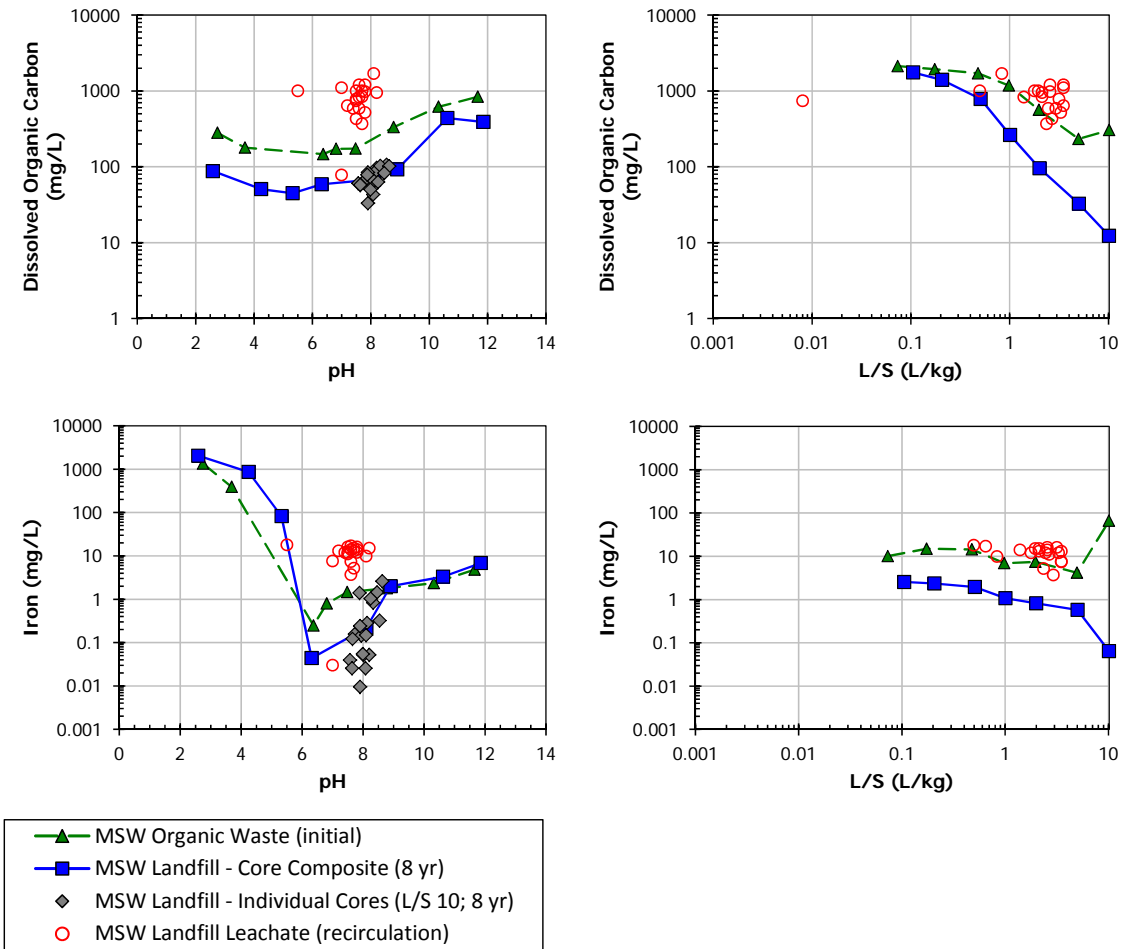 Dissolved Organic Carbon
(mg/L)
10000
1000
100
10
1
0 2 4 6 8 10 12 14
pH
Dissolved Organic Carbon
(mg/L)
10000
1000
100
10
1
0.001 0.01 0.1 1 10
L/S (L/kg)
Iron (mg/L)
10000
1000
100
10
1
0.1
0.01
0.001
0 2 4 6 8 10 12 14
pH
Iron (mg/L)
10000
1000
100
10
1
0.1
0.01
0.001
0.001 0.01 0.1 1 10
L/S (L/kg)
MSW Organic Waste (initial)
MSW Landfill - Core Composite (8 yr)
MSW Landfill - Individual Cores (L/S 10; 8 yr)
MSW Landfill Leachate (recirculation)